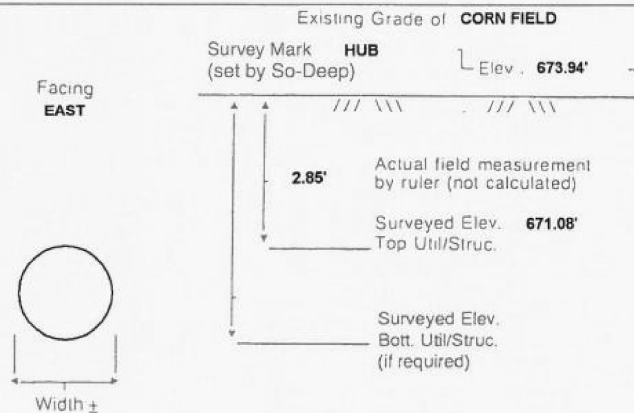 Existing Grade of CORN FIELD
Survey Mark HUB
(set by So-Deep)
Elev. 673.94'
Facing
EAST
2.85'
Actual field measurement
by ruler (not calculated)
Surveyed Elev. 671.08'
Top Util/Struc.
Surveyed Elev.
Bott. Util/Struc.
(if required)
Width ±